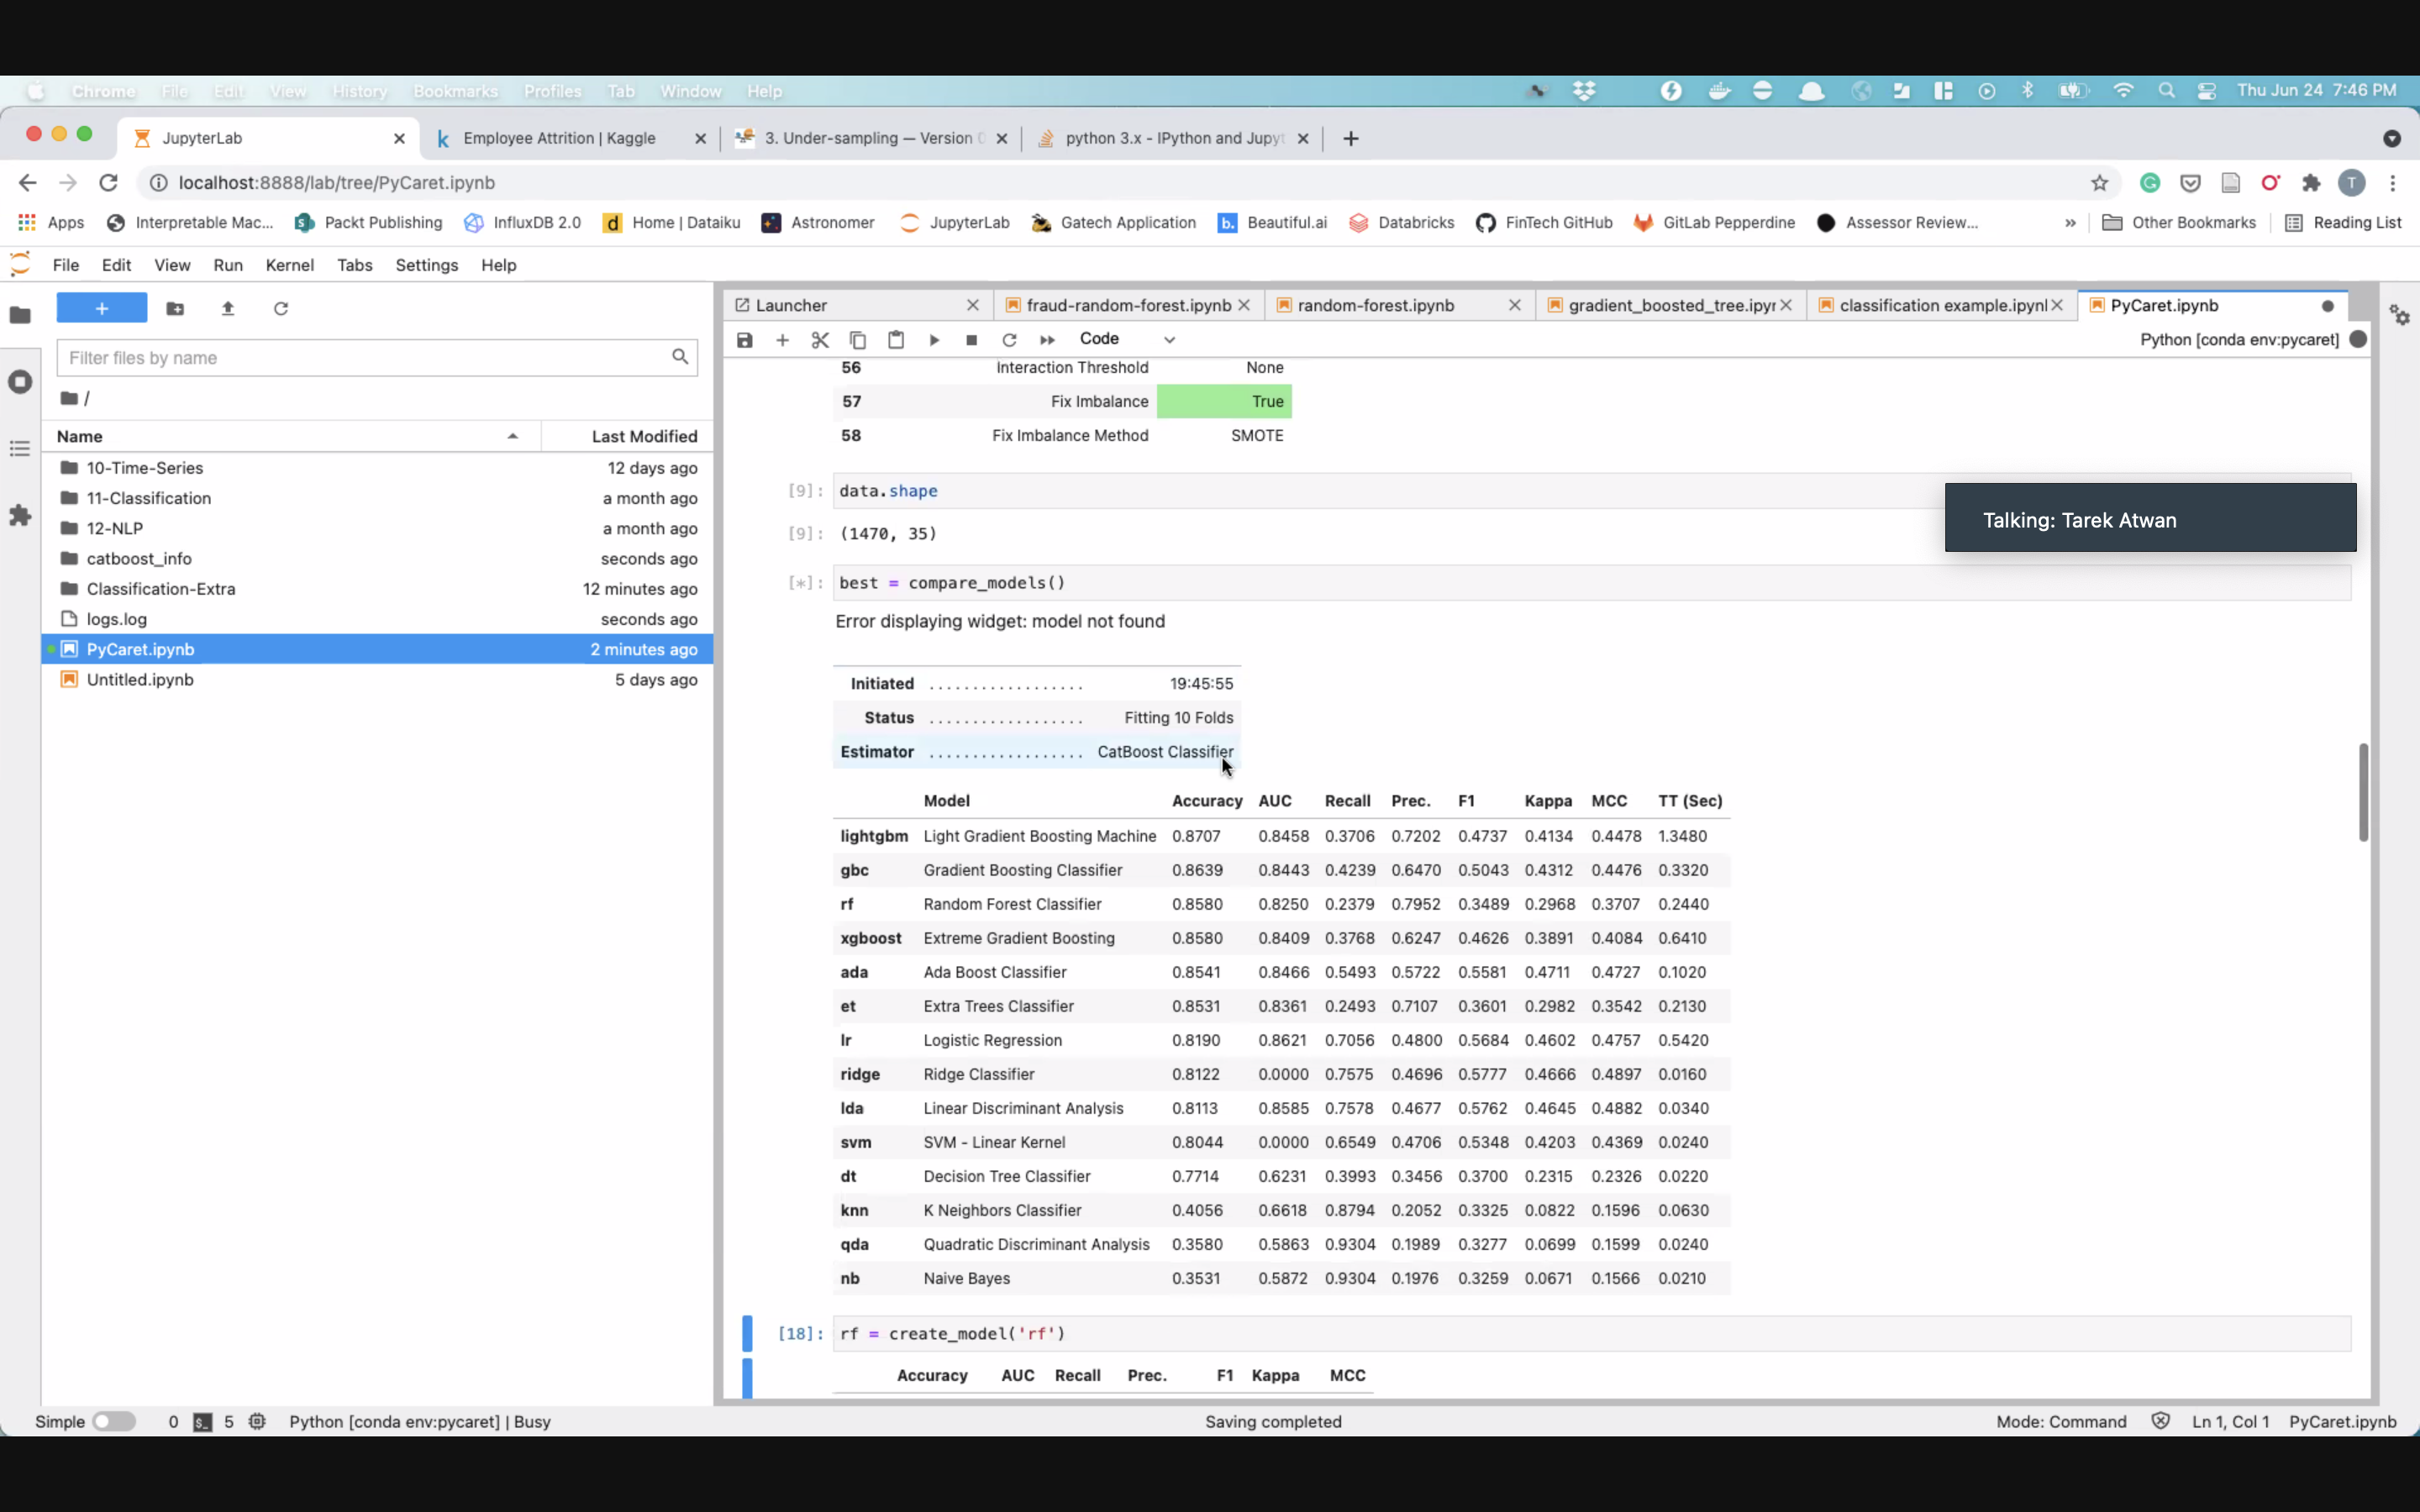 Chrome File Edit View History Bookmarks Profiles Tab Window Help Thu Jun 24 7:46 PM
JupyterLab Employee Attrition | Kaggle 3. Under-sampling — Version 0 python 3.x - IPython and Jupyt
localhost:8888/lab/tree/PyCaret.ipynb T
Apps Interpretable Mac... Packt Publishing InfluxDB 2.0 Home | Dataiku Astronomer JupyterLab Gatech Application Beautiful.ai Databricks FinTech GitHub GitLab Pepperdine Assessor Review... » Other Bookmarks Reading List
File Edit View Run Kernel Tabs Settings Help
Launcher fraud-random-forest.ipynb random-forest.ipynb gradient_boosted_tree.ipyn classification example.ipynl PyCaret.ipynb
Code Python [conda env:pycaret]
Filter files by name
/
Name Last Modified
10-Time-Series 12 days ago
11-Classification a month ago
12-NLP a month ago
catboost_info seconds ago
Classification-Extra 12 minutes ago
logs.log seconds ago
PyCaret.ipynb 2 minutes ago
Untitled.ipynb 5 days ago
56 Interaction Threshold None
57 Fix Imbalance True
58 Fix Imbalance Method SMOTE
[9]: data.shape
Talking: Tarek Atwan
[9]: (1470, 35)
[*]: best = compare_models()
Error displaying widget: model not found
Initiated . . . . . . . . . . . . . . . . . . 19:45:55
Status . . . . . . . . . . . . . . . . . . Fitting 10 Folds
Estimator . . . . . . . . . . . . . . . . . . CatBoost Classifier
Model Accuracy AUC Recall Prec. F1 Kappa MCC TT (Sec)
lightgbm Light Gradient Boosting Machine 0.8707 0.8458 0.3706 0.7202 0.4737 0.4134 0.4478 1.3480
gbc Gradient Boosting Classifier 0.8639 0.8443 0.4239 0.6470 0.5043 0.4312 0.4476 0.3320
rf Random Forest Classifier 0.8580 0.8250 0.2379 0.7952 0.3489 0.2968 0.3707 0.2440
xgboost Extreme Gradient Boosting 0.8580 0.8409 0.3768 0.6247 0.4626 0.3891 0.4084 0.6410
ada Ada Boost Classifier 0.8541 0.8466 0.5493 0.5722 0.5581 0.4711 0.4727 0.1020
et Extra Trees Classifier 0.8531 0.8361 0.2493 0.7107 0.3601 0.2982 0.3542 0.2130
lr Logistic Regression 0.8190 0.8621 0.7056 0.4800 0.5684 0.4602 0.4757 0.5420
ridge Ridge Classifier 0.8122 0.0000 0.7575 0.4696 0.5777 0.4666 0.4897 0.0160
lda Linear Discriminant Analysis 0.8113 0.8585 0.7578 0.4677 0.5762 0.4645 0.4882 0.0340
svm SVM - Linear Kernel 0.8044 0.0000 0.6549 0.4706 0.5348 0.4203 0.4369 0.0240
dt Decision Tree Classifier 0.7714 0.6231 0.3993 0.3456 0.3700 0.2315 0.2326 0.0220
knn K Neighbors Classifier 0.4056 0.6618 0.8794 0.2052 0.3325 0.0822 0.1596 0.0630
qda Quadratic Discriminant Analysis 0.3580 0.5863 0.9304 0.1989 0.3277 0.0699 0.1599 0.0240
nb Naive Bayes 0.3531 0.5872 0.9304 0.1976 0.3259 0.0671 0.1566 0.0210
[18]: rf = create_model('rf')
Accuracy AUC Recall Prec. F1 Kappa MCC
Simple 0 5 Python [conda env:pycaret] | Busy Saving completed Mode: Command Ln 1, Col 1 PyCaret.ipynb